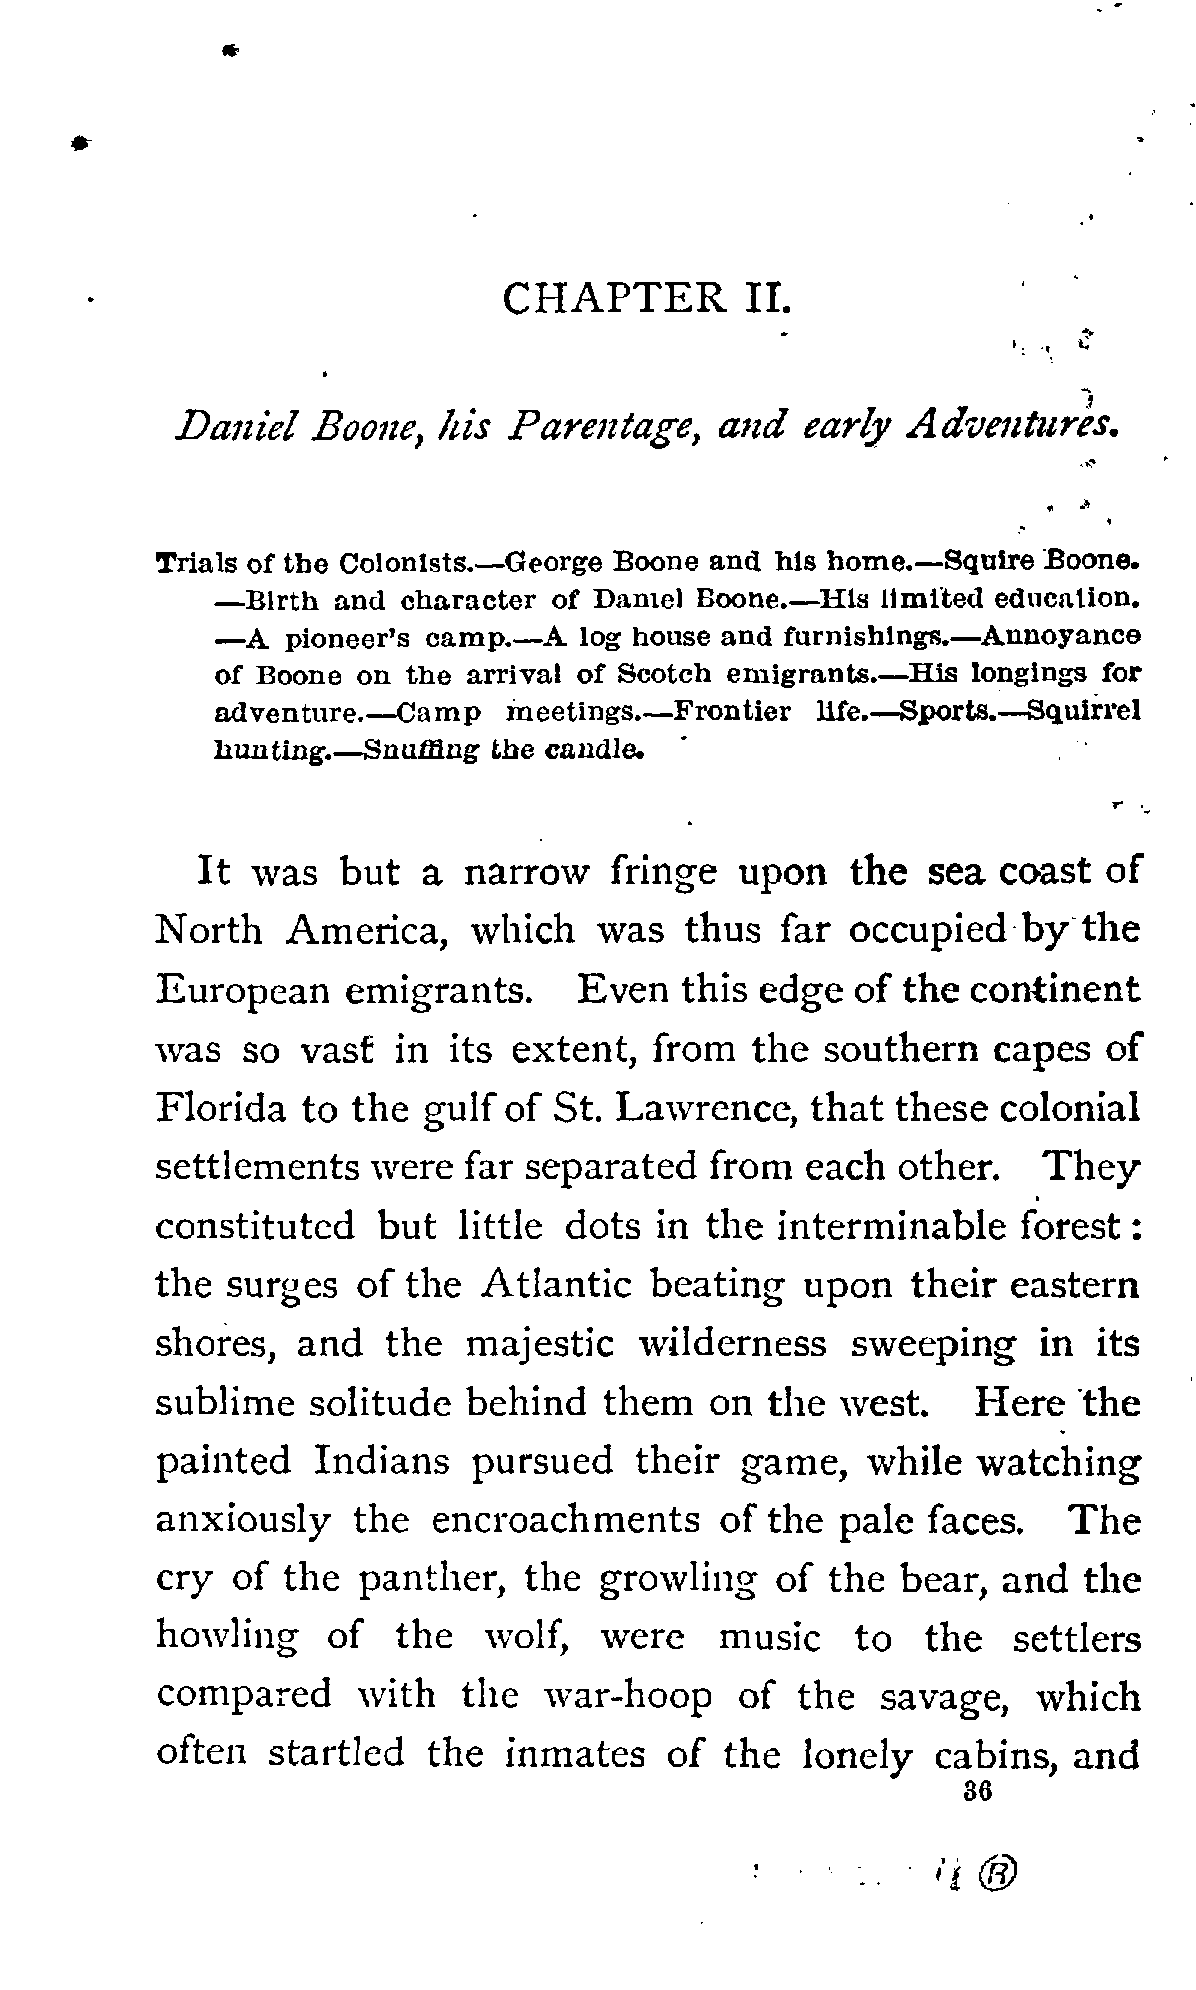 CHAPTER II.
Daniel Boone, his Parentage, and early Adventures.
Trials of the Colonists.—George Boone and his home.—Squire Boone.
—Birth and character of Daniel Boone.—His limited education.
—A pioneer's camp.—A log house and furnishings.—Annoyance
of Boone on the arrival of Scotch emigrants.—His longings for
adventure.—Camp meetings.—Frontier life.—Sports.—Squirrel
hunting.—Snuffing the candle.
It was but a narrow fringe upon the sea coast of
North America, which was thus far occupied by the
European emigrants. Even this edge of the continent
was so vast in its extent, from the southern capes of
Florida to the gulf of St. Lawrence, that these colonial
settlements were far separated from each other. They
constituted but little dots in the interminable forest :
the surges of the Atlantic beating upon their eastern
shores, and the majestic wilderness sweeping in its
sublime solitude behind them on the west. Here the
painted Indians pursued their game, while watching
anxiously the encroachments of the pale faces. The
cry of the panther, the growling of the bear, and the
howling of the wolf, were music to the settlers
compared with the war-hoop of the savage, which
often startled the inmates of the lonely cabins, and
36
®